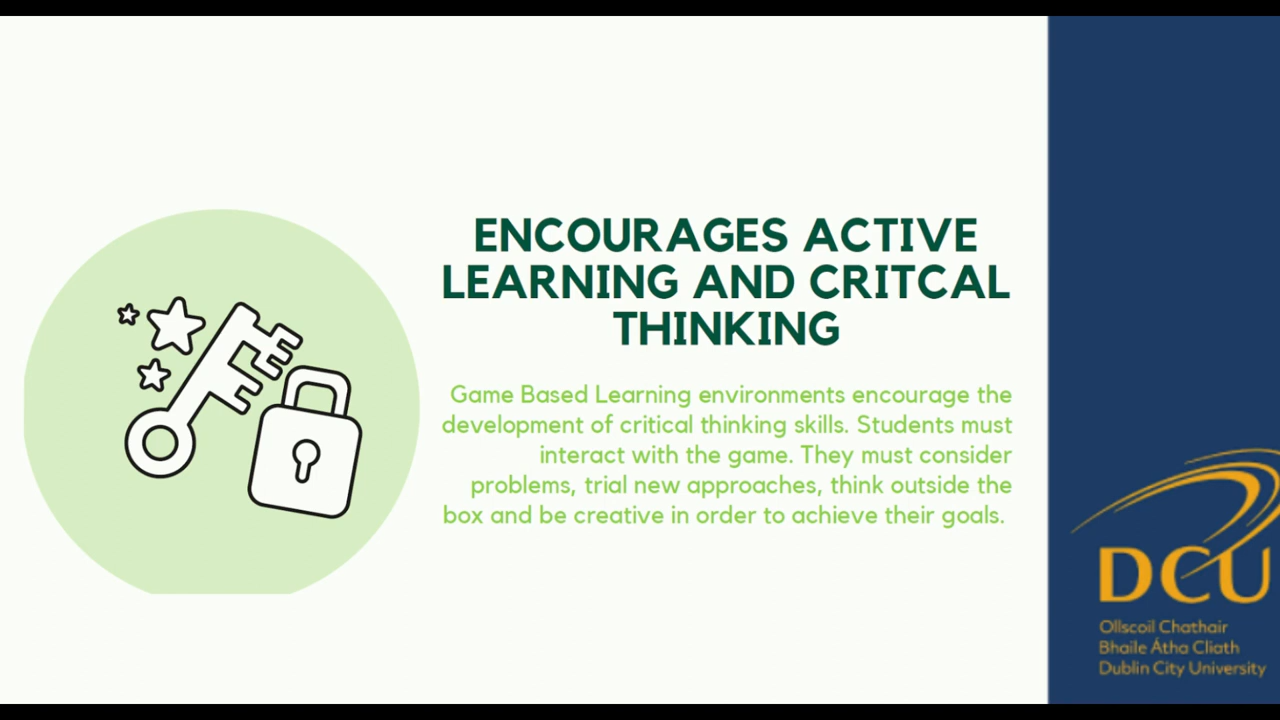 ENCOURAGES ACTIVE
LEARNING AND CRITCAL
THINKING
Game Based Learning environments encourage the
development of critical thinking skills. Students must
interact with the game. They must consider
problems, trial new approaches, think outside the
box and be creative in order to achieve their goals.
DCU
Ollscoil Chathair
Bhaile Átha Cliath
Dublin City University